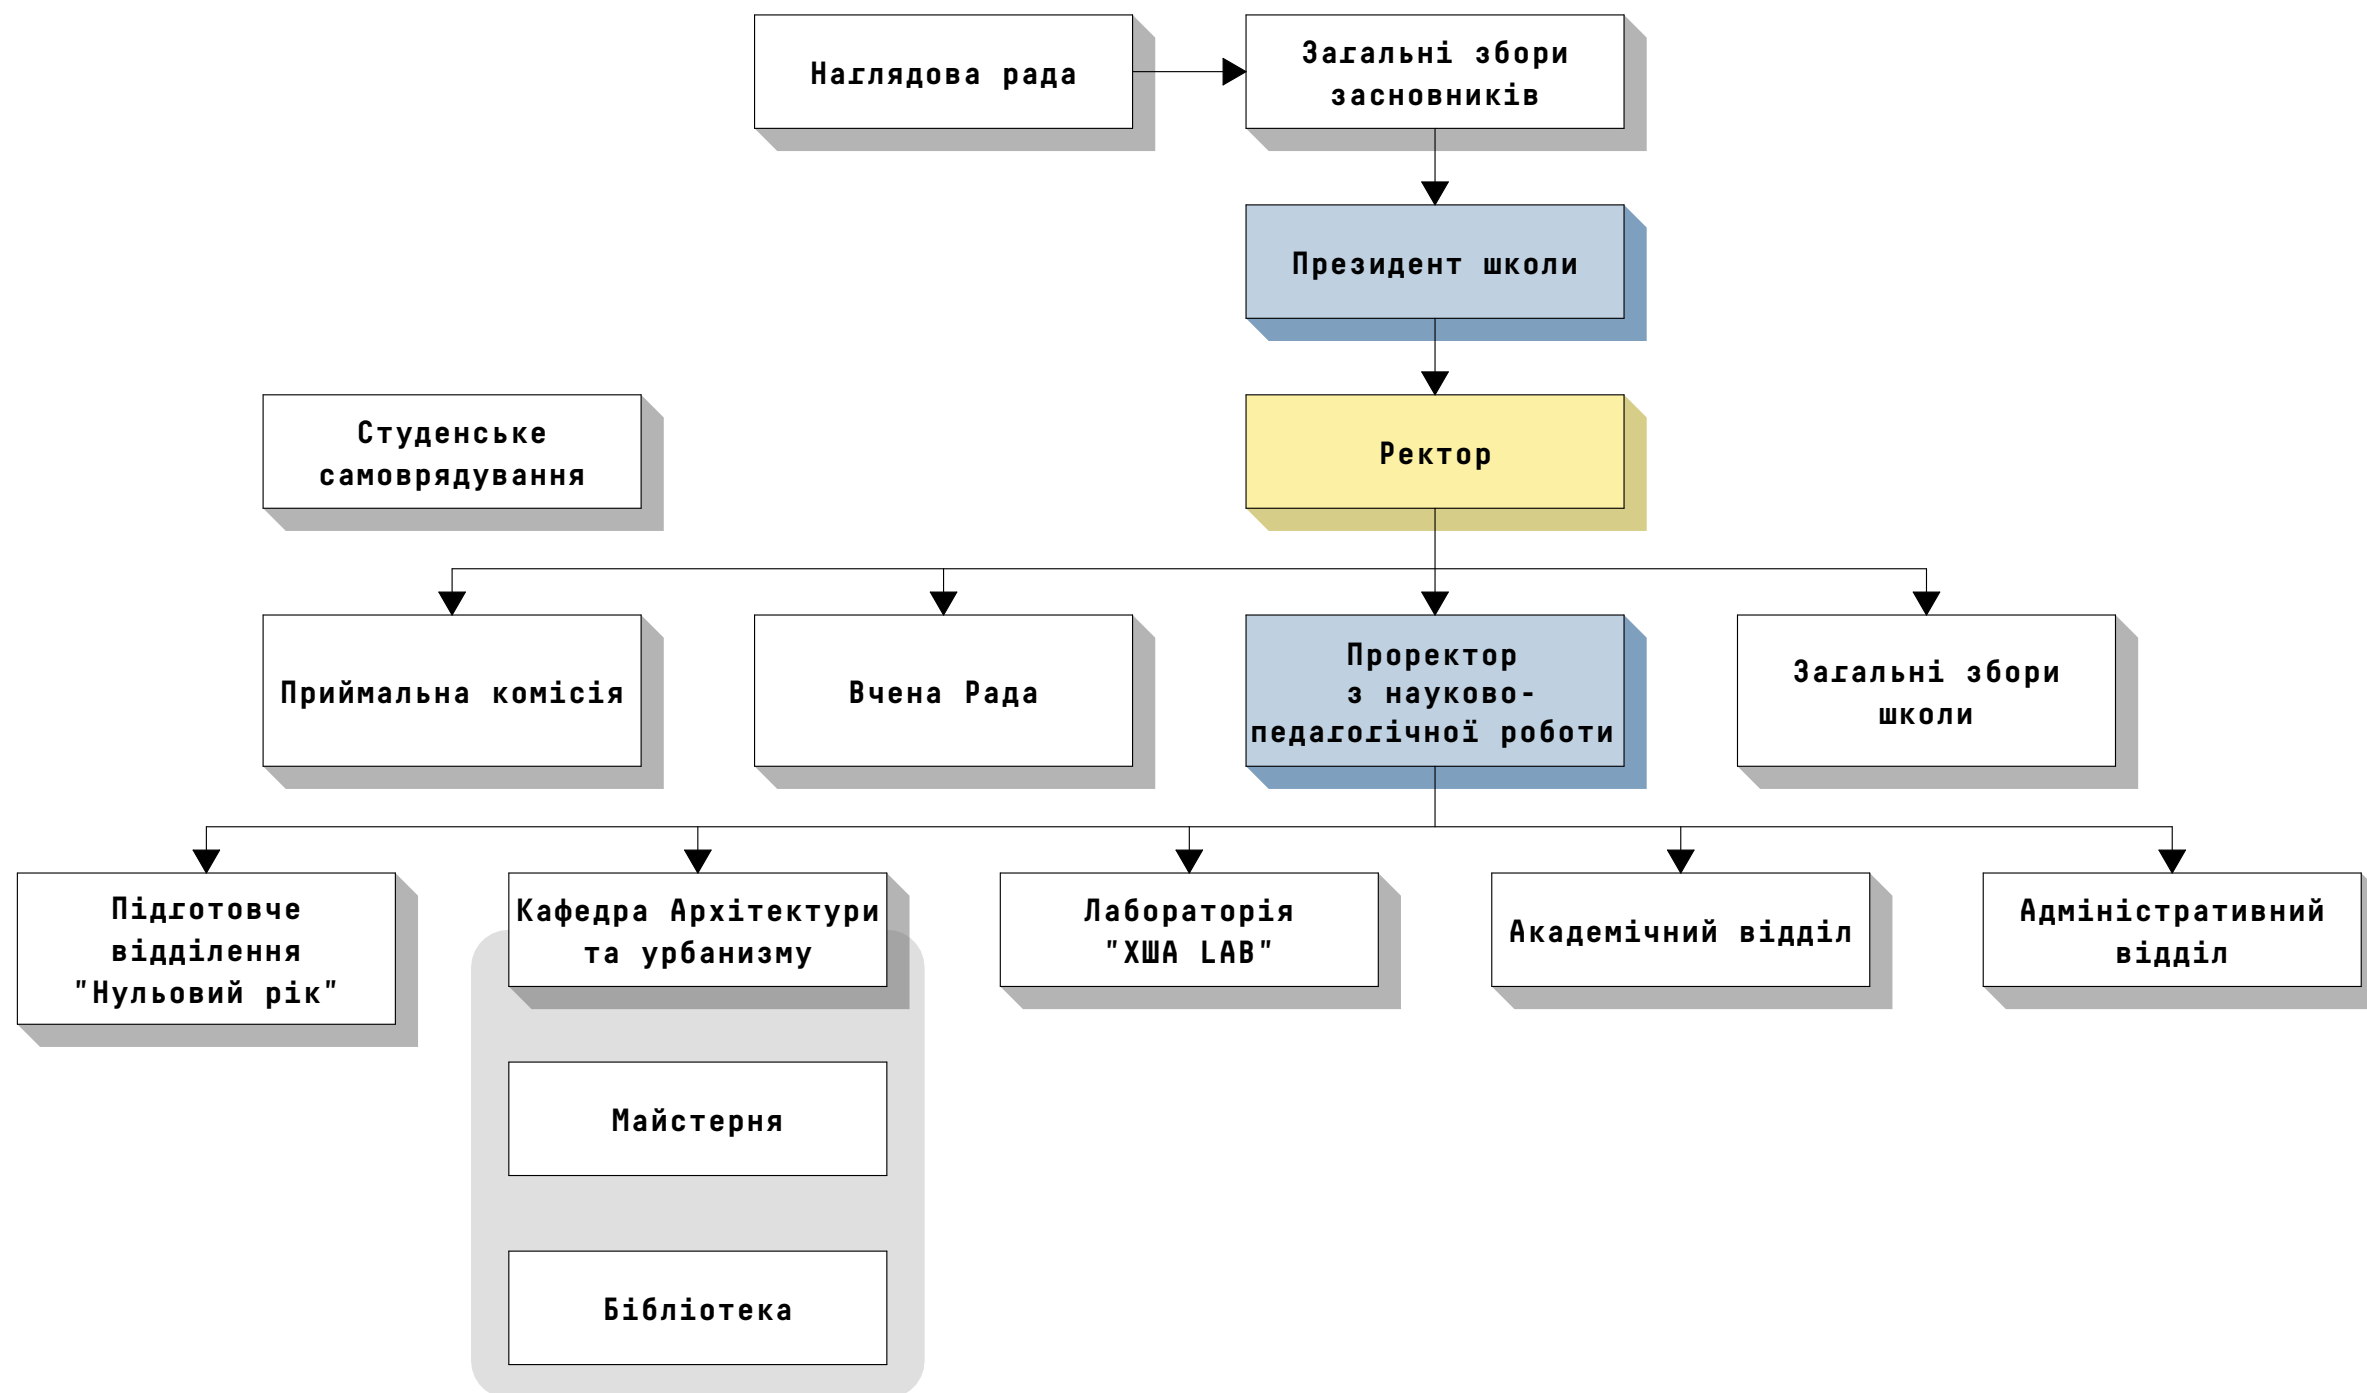 Наглядова рада
Загальні збори
засновників
Президент школи
Студенське
самоврядування
Ректор
Приймальна комісія
Вчена Рада
Проректор
з науково-
педагогічної роботи
Загальні збори
школи
Підготовче
відділення
"Нульовий рік"
Кафедра Архітектури
та урбанизму
Лабораторія
"ХША LAB"
Академічний відділ
Адміністративний
відділ
Майстерня
Бібліотека